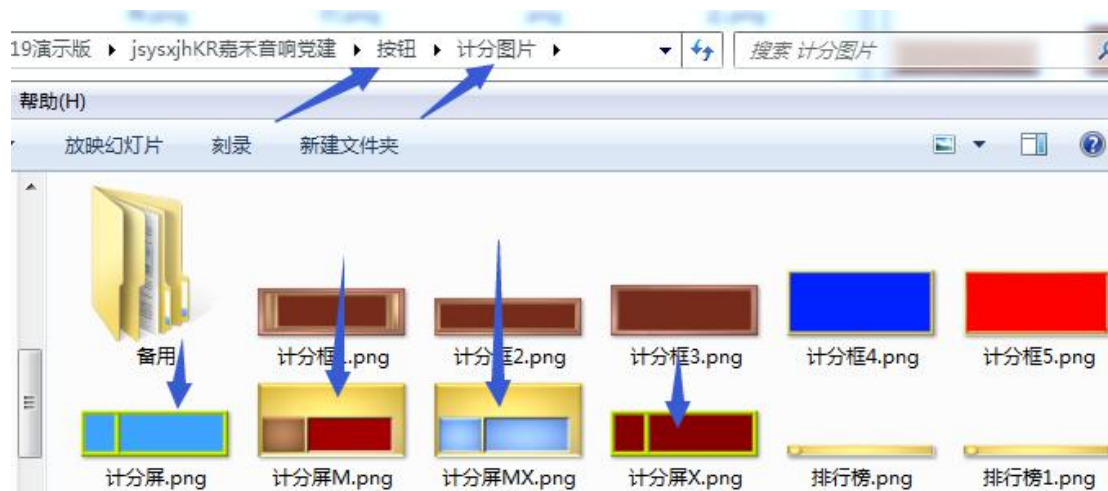 19演示版 ▸ jsysxjhKR嘉禾音响党建 ▸ 按钮 ▸ 计分图片 ▸ 搜索 计分图片
帮助(H)
放映幻灯片 刻录 新建文件夹
备用 计分框1.png 计分框2.png 计分框3.png 计分框4.png 计分框5.png
计分屏.png 计分屏M.png 计分屏MX.png 计分屏X.png 排行榜.png 排行榜1.png